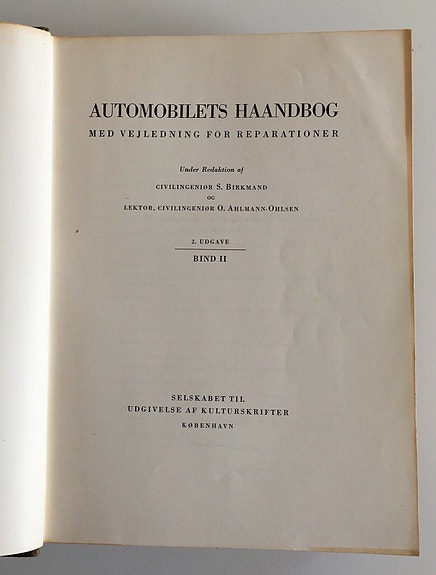 AUTOMOBILETS HAANDBOG
MED VEJLEDNING FOR REPARATIONER
Under Redaktion af
CIVILINGENIØR S. BIRKMAND
OG
LEKTOR, CIVILINGENIØR O. AHLMANN-OHLSEN
2. UDGAVE
BIND II
SELSKABET TIL
UDGIVELSE AF KULTURSKRIFTER
KØBENHAVN